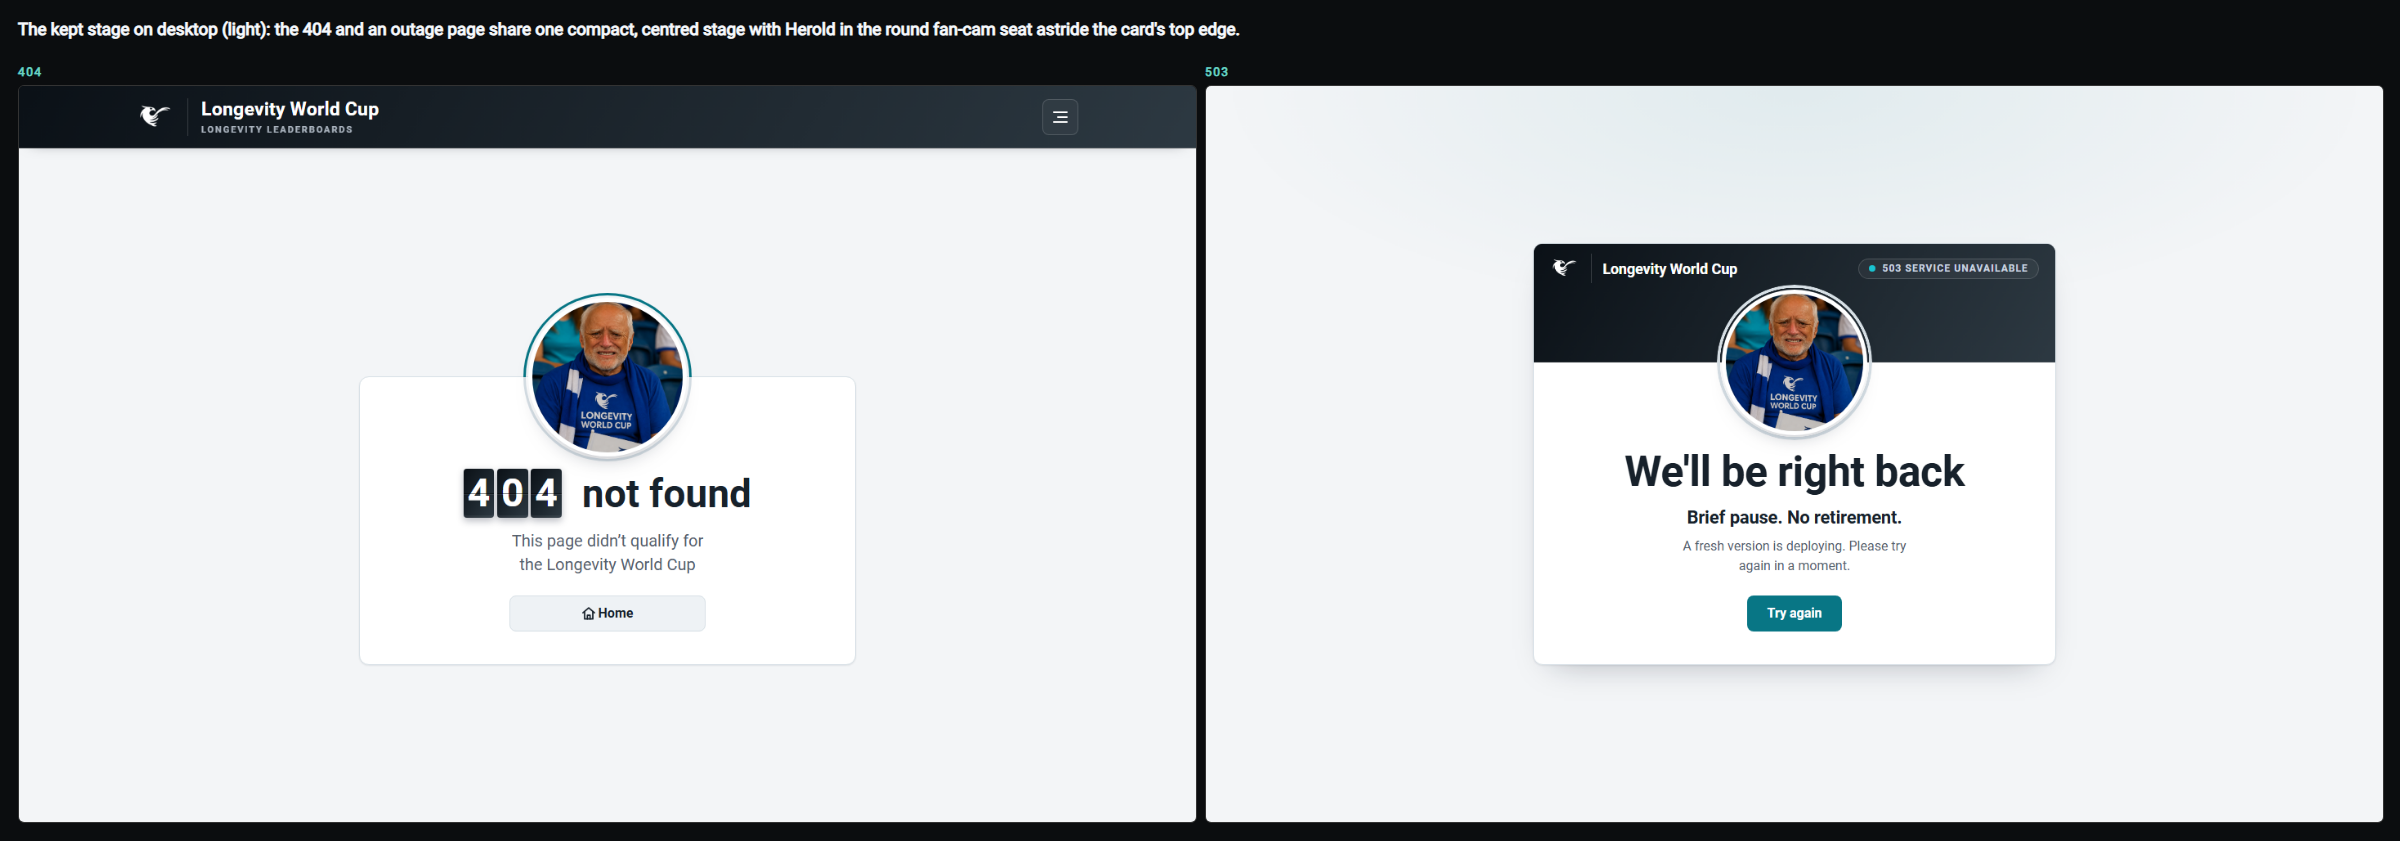 The kept stage on desktop (light): the 404 and an outage page share one compact, centred stage with Herold in the round fan-cam seat astride the card's top edge.
404
Longevity World Cup
LONGEVITY LEADERBOARDS
LONGEVITY
WORLD CUP
404 not found
This page didn’t qualify for
the Longevity World Cup
Home
503
Longevity World Cup
503 SERVICE UNAVAILABLE
LONGEVITY
WORLD CUP
We'll be right back
Brief pause. No retirement.
A fresh version is deploying. Please try
again in a moment.
Try again